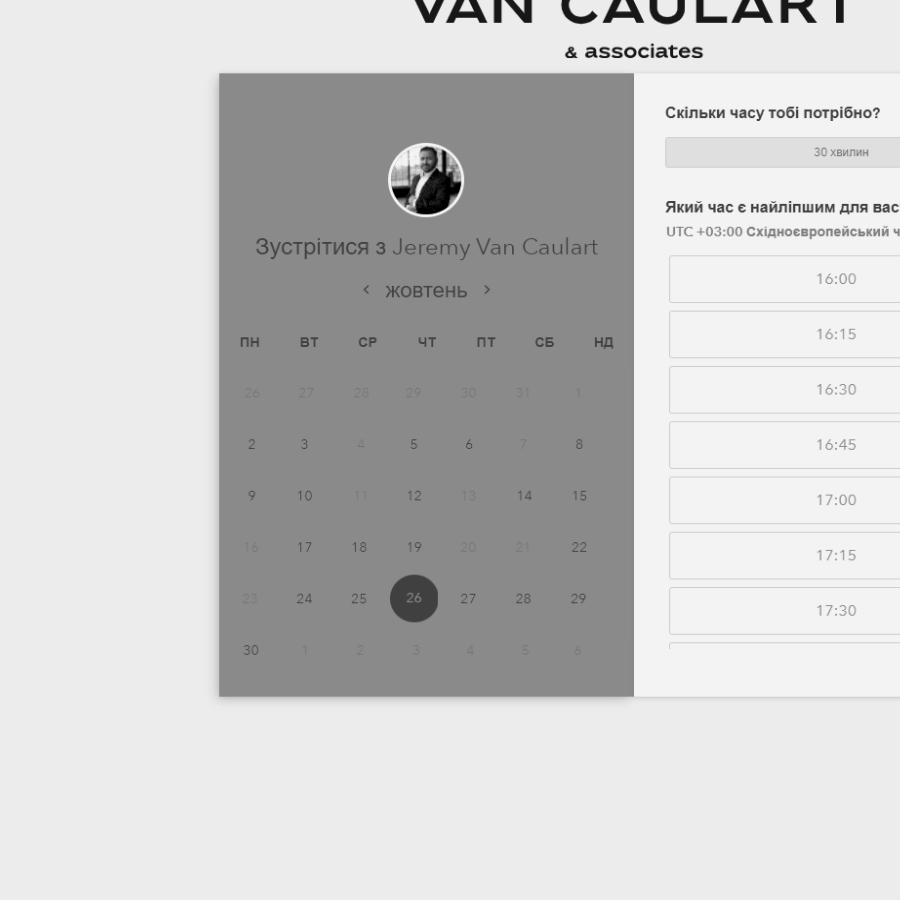 VAN CAULART
& associates
Зустрітися з Jeremy Van Caulart
‹ жовтень ›
ПН ВТ СР ЧТ ПТ СБ НД
26 27 28 29 30 31 1
2 3 4 5 6 7 8
9 10 11 12 13 14 15
16 17 18 19 20 21 22
23 24 25 26 27 28 29
30 1 2 3 4 5 6
Скільки часу тобі потрібно?
30 хвилин
Який час є найліпшим для вас
UTC +03:00 Східноєвропейський ч
16:00
16:15
16:30
16:45
17:00
17:15
17:30